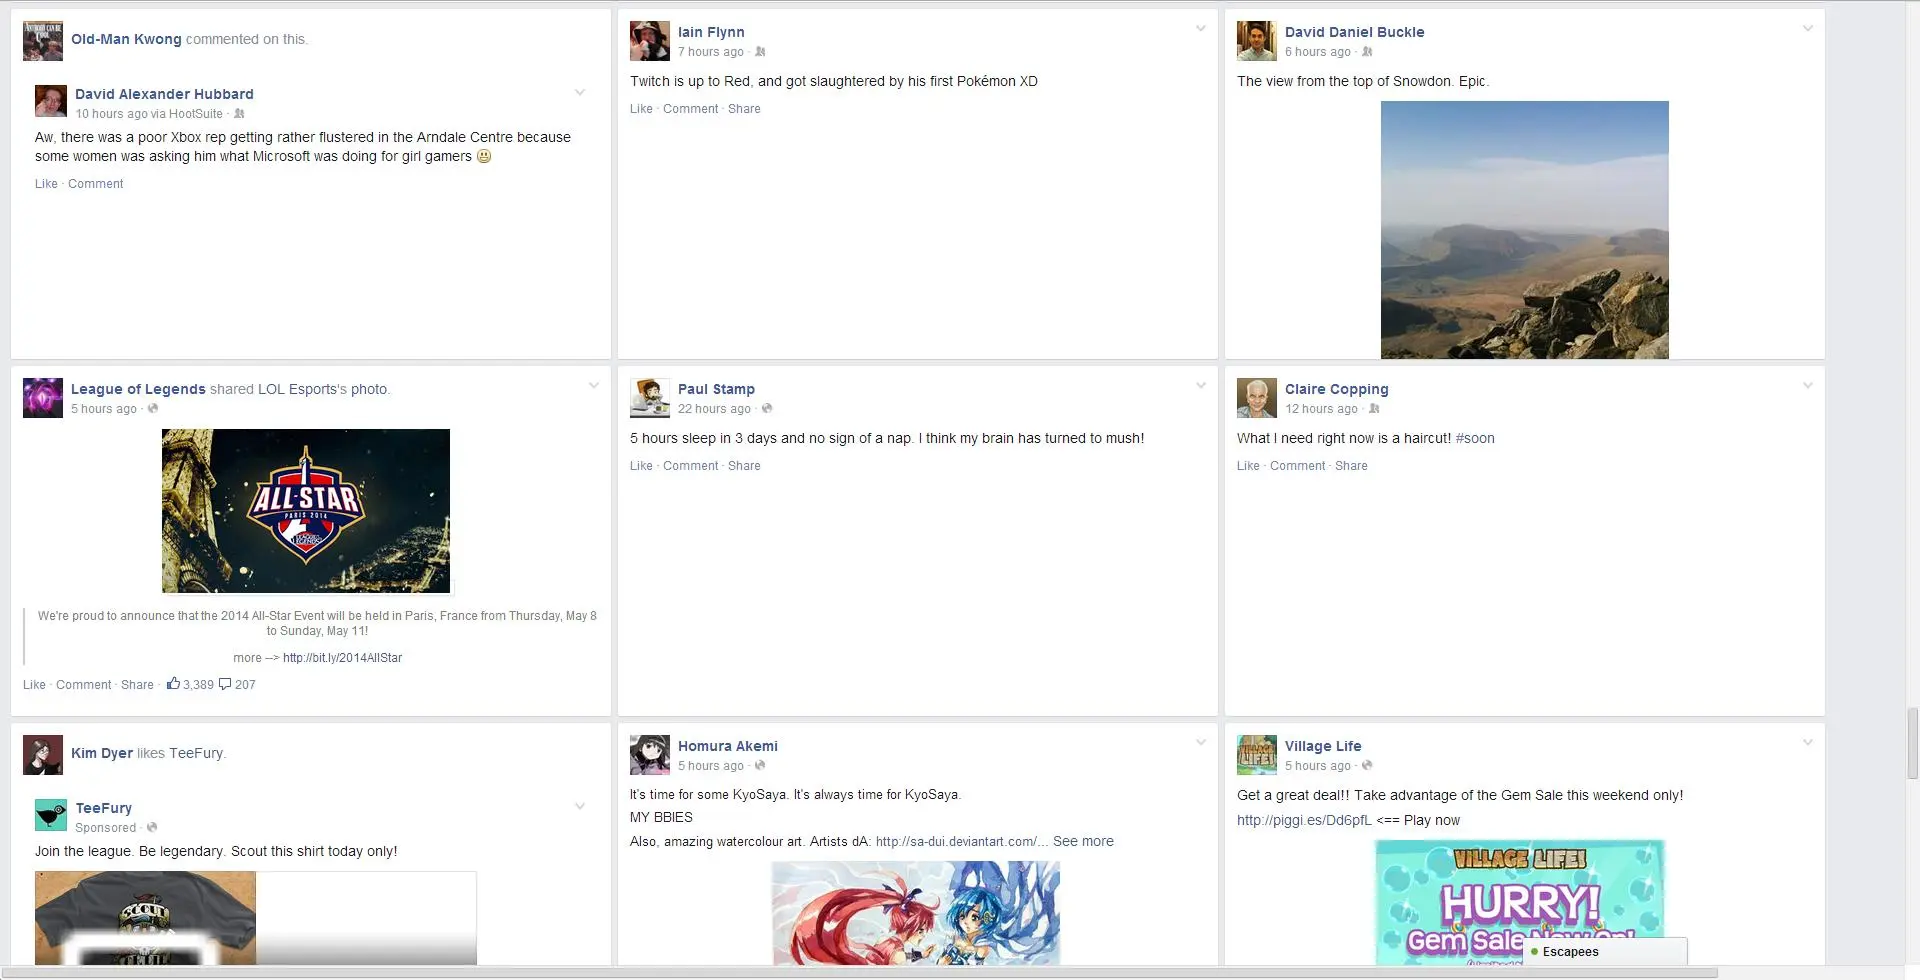 Old-Man Kwong commented on this.
David Alexander Hubbard
10 hours ago via HootSuite ·
Aw, there was a poor Xbox rep getting rather flustered in the Arndale Centre because
some women was asking him what Microsoft was doing for girl gamers
Like · Comment
Iain Flynn
7 hours ago ·
Twitch is up to Red, and got slaughtered by his first Pokémon XD
Like · Comment · Share
David Daniel Buckle
6 hours ago ·
The view from the top of Snowdon. Epic.
League of Legends shared LOL Esports's photo.
5 hours ago ·
ALL-STAR
PARIS 2014
LEAGUE OF
LEGENDS
We're proud to announce that the 2014 All-Star Event will be held in Paris, France from Thursday, May 8
to Sunday, May 11!
more --> http://bit.ly/2014AllStar
Like · Comment · Share · 3,389 207
Paul Stamp
22 hours ago ·
5 hours sleep in 3 days and no sign of a nap. I think my brain has turned to mush!
Like · Comment · Share
Claire Copping
12 hours ago ·
What I need right now is a haircut! #soon
Like · Comment · Share
Kim Dyer likes TeeFury.
TeeFury
Sponsored ·
Join the league. Be legendary. Scout this shirt today only!
SCOUT
Homura Akemi
5 hours ago ·
It's time for some KyoSaya. It's always time for KyoSaya.
MY BBIES
Also, amazing watercolour art. Artists dA: http://sa-dui.deviantart.com/... See more
Village Life
5 hours ago ·
Get a great deal!! Take advantage of the Gem Sale this weekend only!
http://piggi.es/Dd6pfL <== Play now
VILLAGE LIFE!
HURRY!
Gem Sale Now On!
Escapees